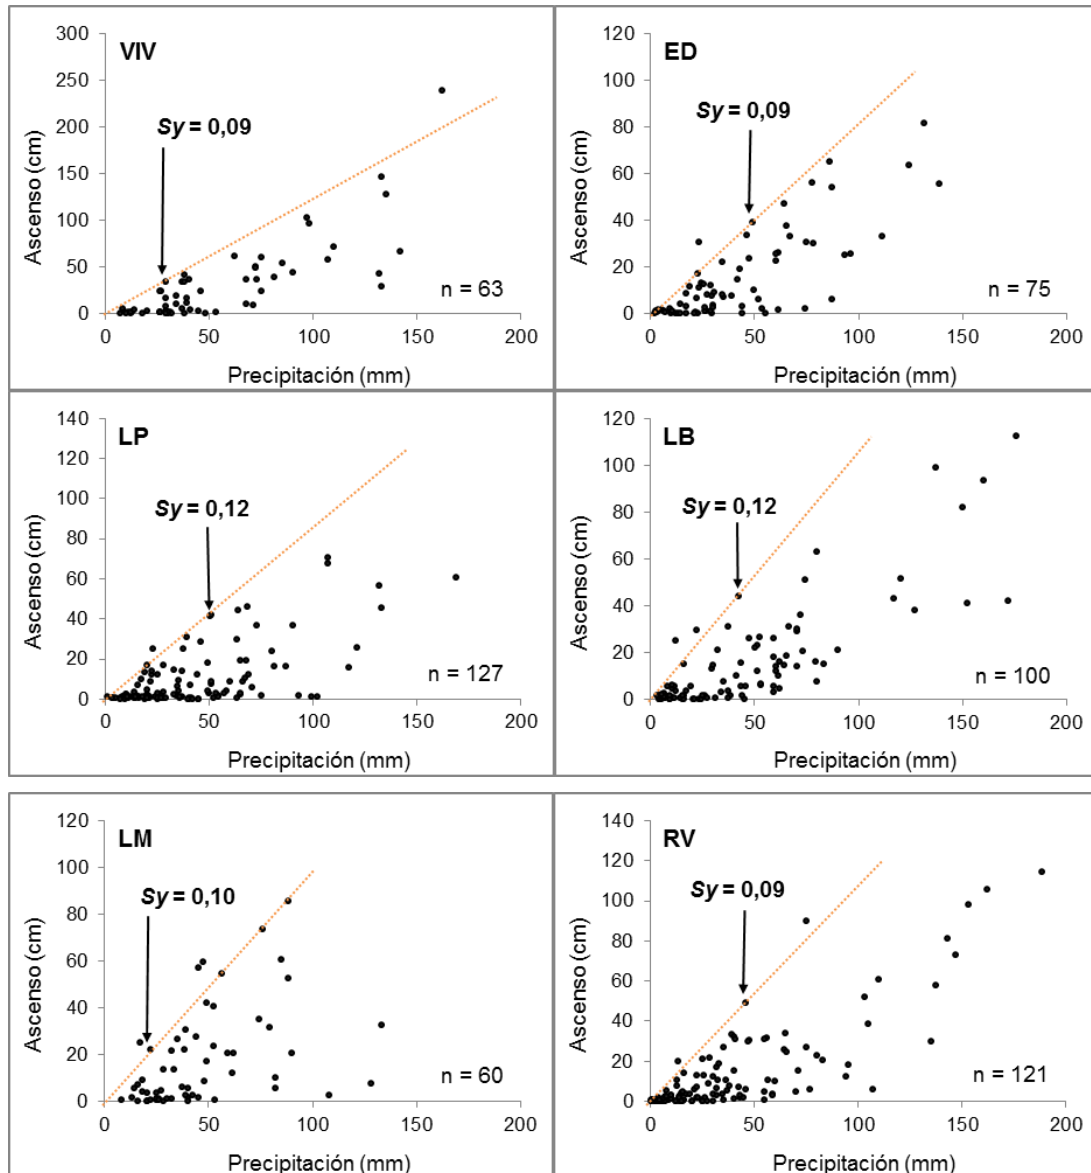 VIV
Sy = 0,09
n = 63
Ascenso (cm)
300
250
200
150
100
50
0
0 50 100 150 200
Precipitación (mm)
ED
Sy = 0,09
n = 75
Ascenso (cm)
120
100
80
60
40
20
0
0 50 100 150 200
Precipitación (mm)
LP
Sy = 0,12
n = 127
Ascenso (cm)
140
120
100
80
60
40
20
0
0 50 100 150 200
Precipitación (mm)
LB
Sy = 0,12
n = 100
Ascenso (cm)
120
100
80
60
40
20
0
0 50 100 150 200
Precipitación (mm)
LM
Sy = 0,10
n = 60
Ascenso (cm)
120
100
80
60
40
20
0
0 50 100 150 200
Precipitación (mm)
RV
Sy = 0,09
n = 121
Ascenso (cm)
140
120
100
80
60
40
20
0
0 50 100 150 200
Precipitación (mm)